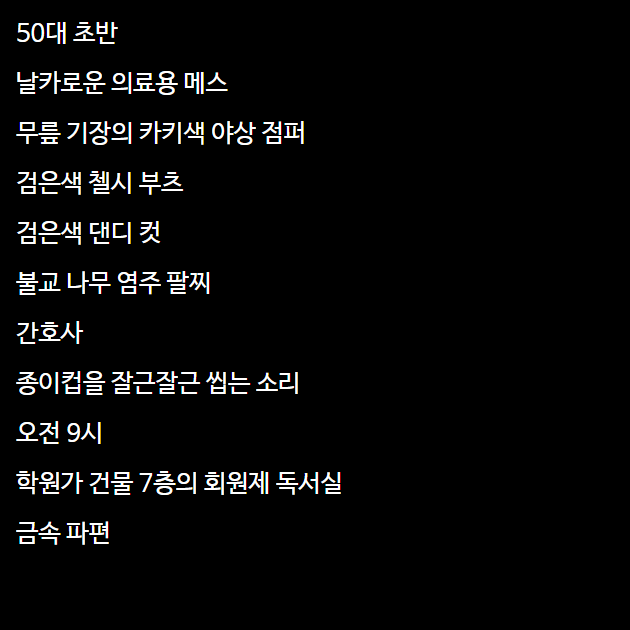 50대 초반
날카로운 의료용 메스
무릎 기장의 카키색 야상 점퍼
검은색 첼시 부츠
검은색 댄디 컷
불교 나무 염주 팔찌
간호사
종이컵을 잘근잘근 씹는 소리
오전 9시
학원가 건물 7층의 회원제 독서실
금속 파편